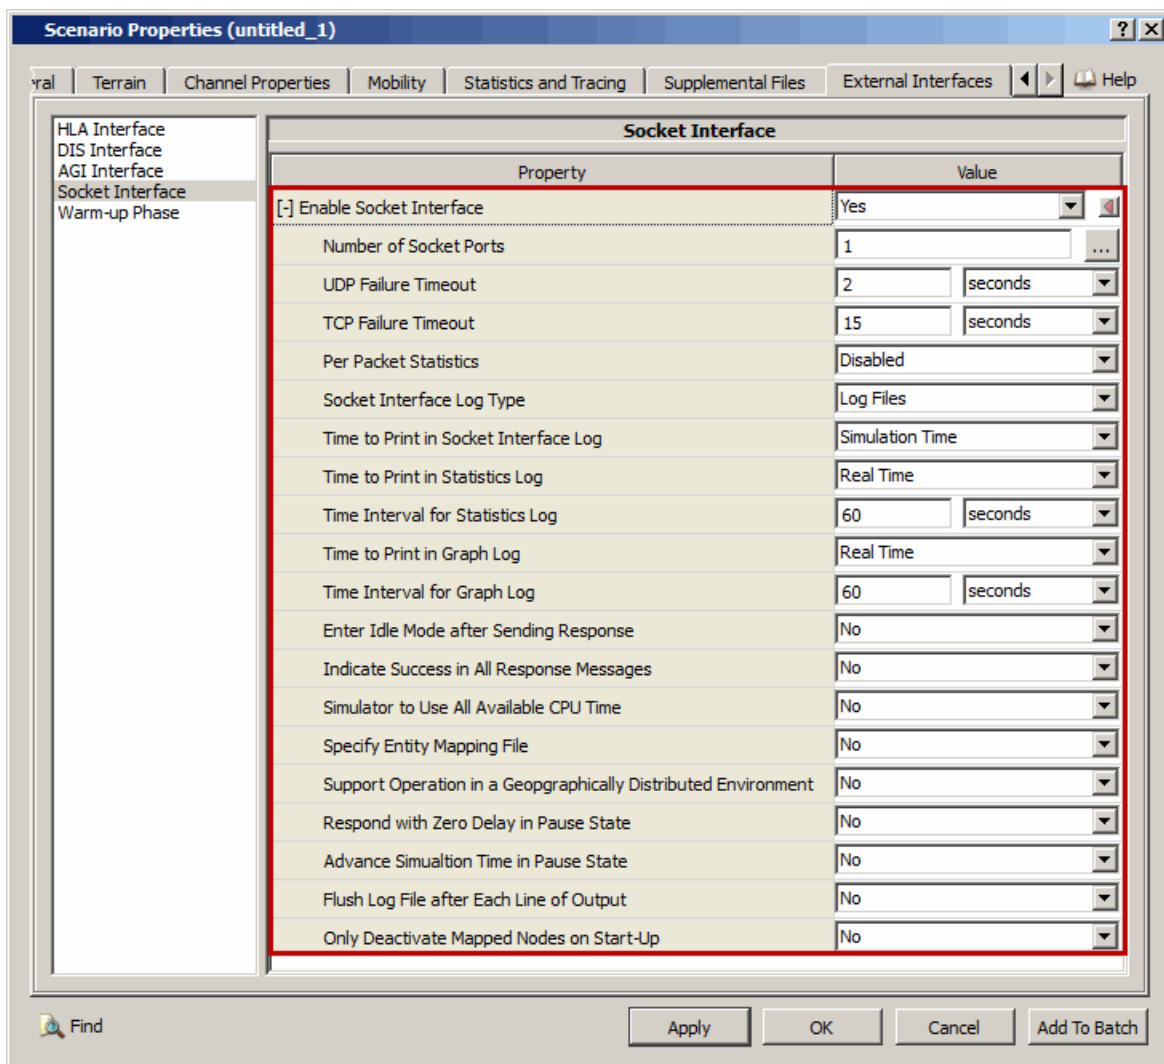 Scenario Properties (untitled_1)
eral Terrain Channel Properties Mobility Statistics and Tracing Supplemental Files External Interfaces Help
HLA Interface
DIS Interface
AGI Interface
Socket Interface
Warm-up Phase
Socket Interface
Property Value
[-] Enable Socket Interface Yes
Number of Socket Ports 1 ...
UDP Failure Timeout 2 seconds
TCP Failure Timeout 15 seconds
Per Packet Statistics Disabled
Socket Interface Log Type Log Files
Time to Print in Socket Interface Log Simulation Time
Time to Print in Statistics Log Real Time
Time Interval for Statistics Log 60 seconds
Time to Print in Graph Log Real Time
Time Interval for Graph Log 60 seconds
Enter Idle Mode after Sending Response No
Indicate Success in All Response Messages No
Simulator to Use All Available CPU Time No
Specify Entity Mapping File No
Support Operation in a Geopgraphically Distributed Environment No
Respond with Zero Delay in Pause State No
Advance Simualtion Time in Pause State No
Flush Log File after Each Line of Output No
Only Deactivate Mapped Nodes on Start-Up No
Find Apply OK Cancel Add To Batch